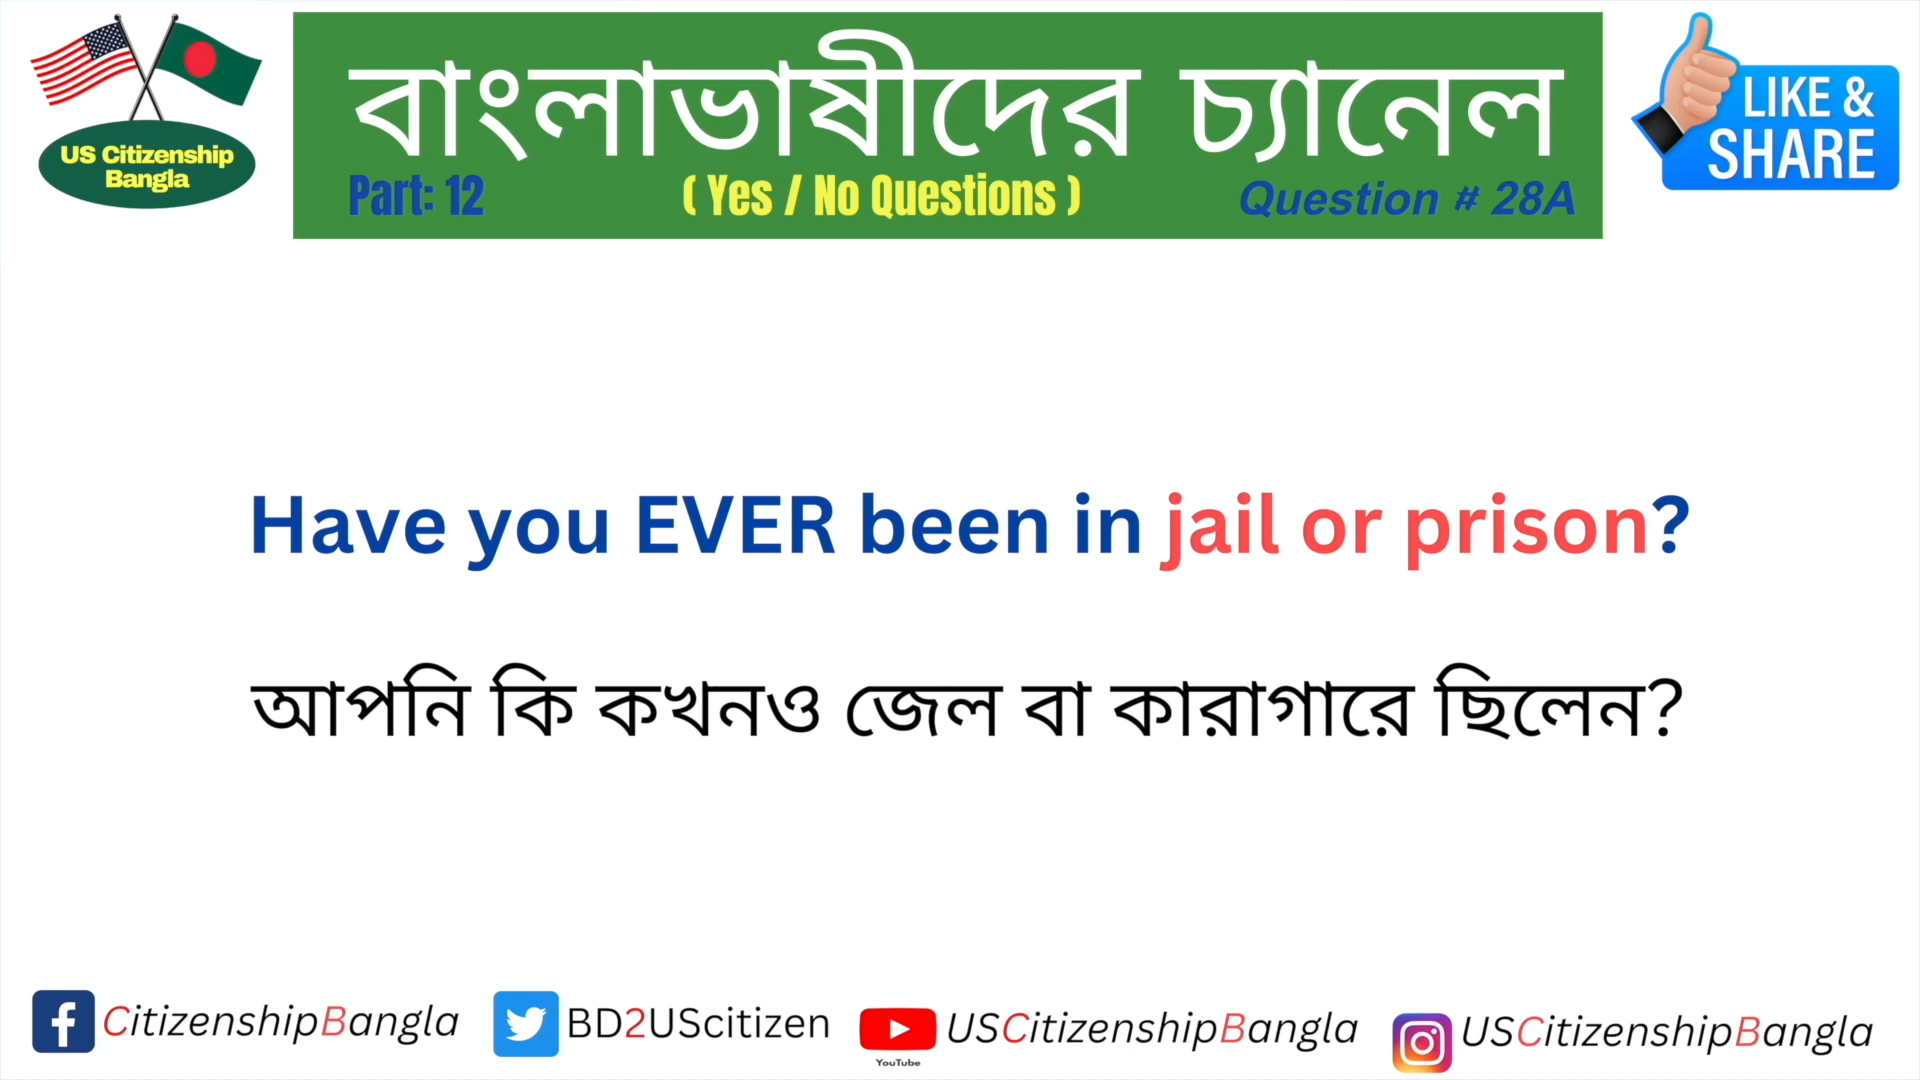 US Citizenship
Bangla
বাংলাভাষীদের চ্যানেল
Part: 12
( Yes / No Questions )
Question # 28A
LIKE &
SHARE
Have you EVER been in jail or prison?
আপনি কি কখনও জেল বা কারাগারে ছিলেন?
CitizenshipBangla
BD2UScitizen
YouTube
USCitizenshipBangla
USCitizenshipBangla